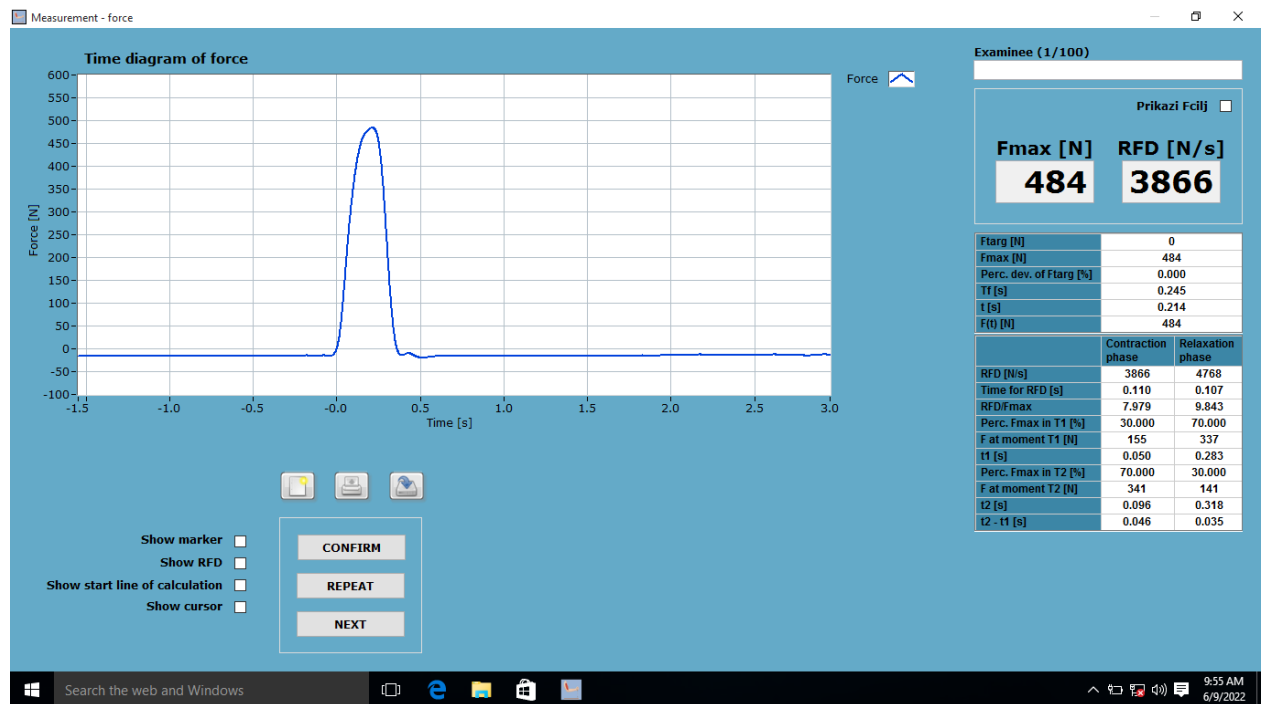 Measurement - force
Time diagram of force
600
550
500
450
400
350
300
250
200
150
100
50
0
-50
-100
Force [N]
-1.5 -1.0 -0.5 -0.0 0.5 1.0 1.5 2.0 2.5 3.0
Time [s]
Force
Show marker
Show RFD
Show start line of calculation
Show cursor
CONFIRM
REPEAT
NEXT
Examinee (1/100)
Prikazi Fcilj
Fmax [N] RFD [N/s]
484 3866
Ftarg [N] 0
Fmax [N] 484
Perc. dev. of Ftarg [%] 0.000
Tf [s] 0.245
t [s] 0.214
F(t) [N] 484
Contraction phase Relaxation phase
RFD [N/s] 3866 4768
Time for RFD [s] 0.110 0.107
RFD/Fmax 7.979 9.843
Perc. Fmax in T1 [%] 30.000 70.000
F at moment T1 [N] 155 337
t1 [s] 0.050 0.283
Perc. Fmax in T2 [%] 70.000 30.000
F at moment T2 [N] 341 141
t2 [s] 0.096 0.318
t2 - t1 [s] 0.046 0.035
Search the web and Windows
9:55 AM
6/9/2022